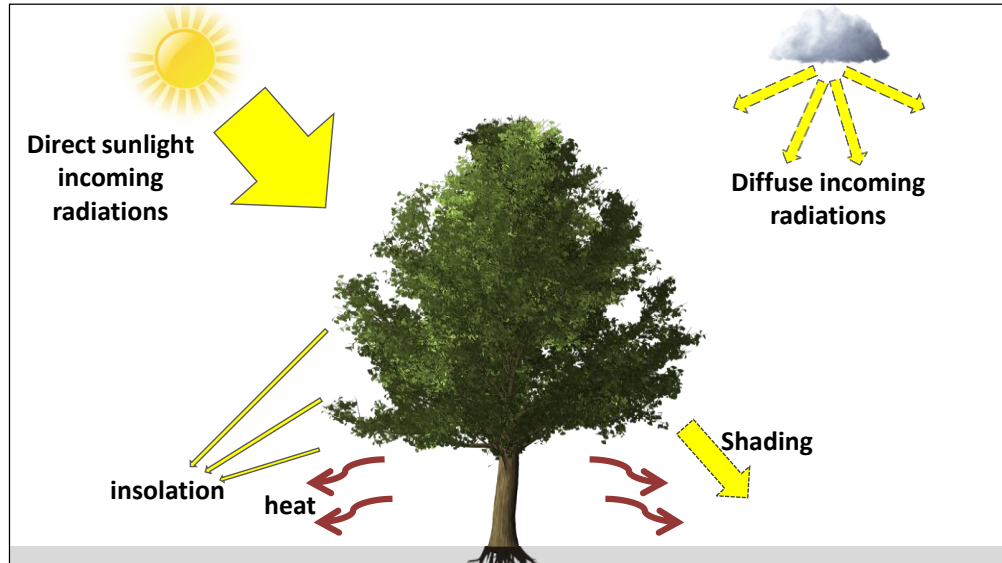 Direct sunlight
incoming
radiations
Diffuse incoming
radiations
Shading
insolation
heat